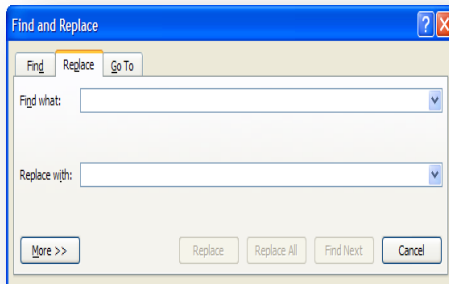 Find and Replace
Find Replace Go To
Find what:
Replace with:
More >> Replace Replace All Find Next Cancel